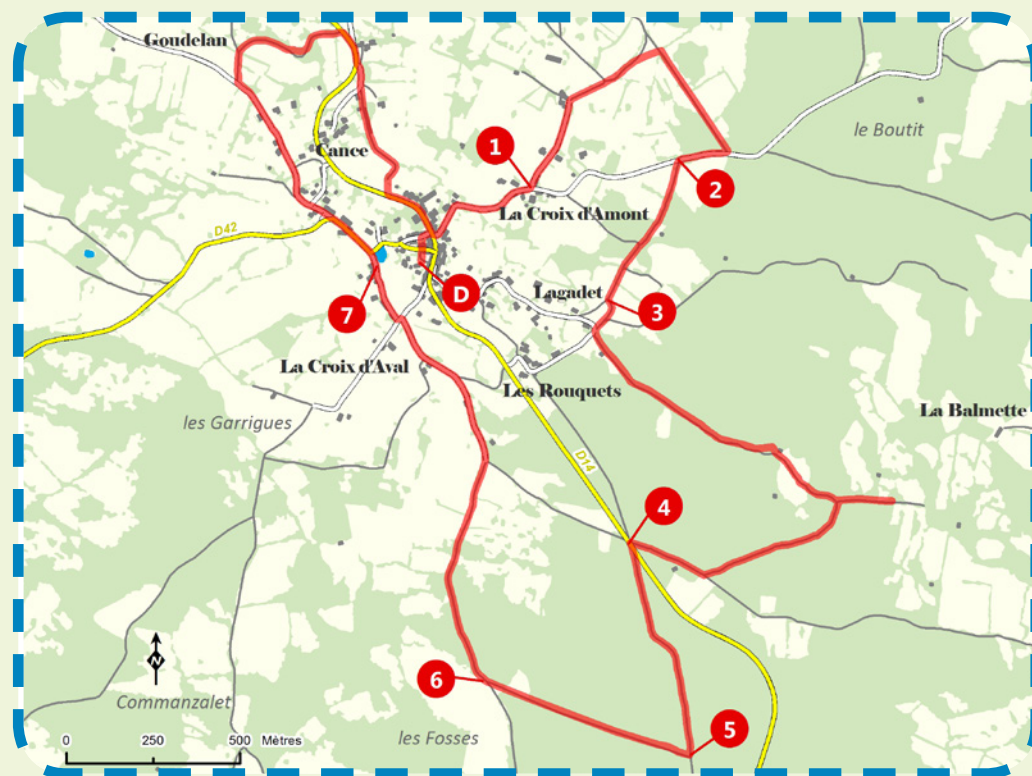 Goudelan
le Boutit
1
Cance
2
La Croix d'Amont
D42
D
Lagadet
3
7
La Croix d'Aval
Les Rouquets
La Balmette
les Garrigues
D14
4
N
6
Commanzalet
5
les Fosses
0 250 500 Mètres